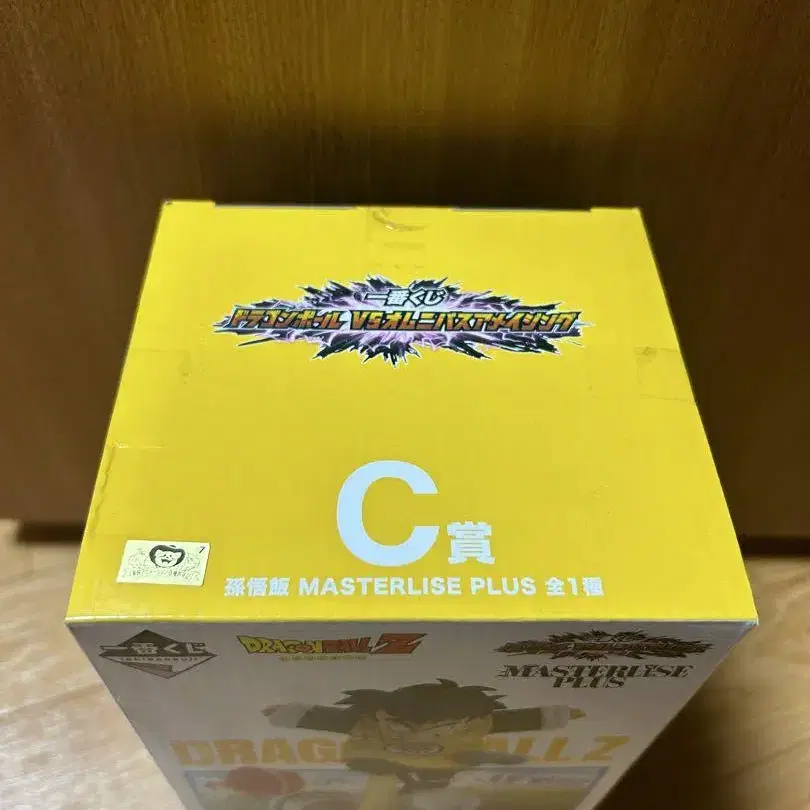 一番くじ
ドラゴンボール VSオムニバスアメイジング
C賞
孫悟飯 MASTERLISE PLUS 全1種
7
一番くじ
ICHIBANKUJI
DRAGONBALL Z
MASTERLISE
PLUS